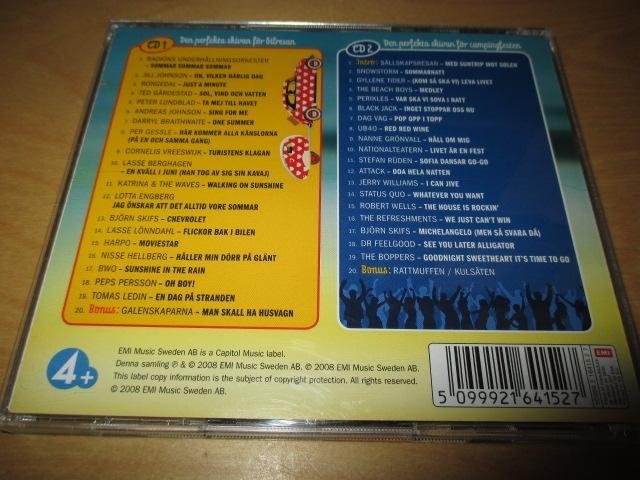 CD 1 Den perfekta skivan för bilresan
1. RADIONS UNDERHÅLLNINGSORKESTER
– SOMMAR SOMMAR SOMMAR
2. JILL JOHNSON – OH, VILKEN HÄRLIG DAG
3. RONGEDAL – JUST A MINUTE
4. TED GÄRDESTAD – SOL, VIND OCH VATTEN
5. PETER LUNDBLAD – TA MEJ TILL HAVET
6. ANDREAS JOHNSON – SING FOR ME
7. DARRYL BRAITHWAITE – ONE SUMMER
8. PER GESSLE – HÄR KOMMER ALLA KÄNSLORNA
(PÅ EN OCH SAMMA GÅNG)
9. CORNELIS VREESWIJK – TURISTENS KLAGAN
10. LASSE BERGHAGEN
– EN KVÄLL I JUNI (HAN TOG AV SIG SIN KAVAJ)
11. KATRINA & THE WAVES – WALKING ON SUNSHINE
12. LOTTA ENGBERG
JAG ÖNSKAR ATT DET ALLTID VORE SOMMAR
13. BJÖRN SKIFS – CHEVROLET
14. LASSE LÖNNDAHL – FLICKOR BAK I BILEN
15. HARPO – MOVIESTAR
16. NISSE HELLBERG – HÅLLER MIN DÖRR PÅ GLÄNT
17. BWO – SUNSHINE IN THE RAIN
18. PEPS PERSSON – OH BOY!
19. TOMAS LEDIN – EN DAG PÅ STRANDEN
20. Bonus: GALENSKAPARNA – MAN SKALL HA HUSVAGN
CD 2 Den perfekta skivan för campingfesten
1. Intro: SÄLLSKAPSRESAN – MED SUNTRIP MOT SOLEN
2. SNOWSTORM – SOMMARNATT
3. GYLLENE TIDER – (KOM SÅ SKA VI) LEVA LIVET
4. THE BEACH BOYS – MEDLEY
5. PERIKLES – VAR SKA VI SOVA I NATT
6. BLACK JACK – INGET STOPPAR OSS NU
7. DAG VAG – POP OPP I TOPP
8. UB40 – RED RED WINE
9. NANNE GRÖNVALL – HÅLL OM MIG
10. NATIONALTEATERN – LIVET ÄR EN FEST
11. STEFAN RÜDEN – SOFIA DANSAR GO-GO
12. ATTACK – OOA HELA NATTEN
13. JERRY WILLIAMS – I CAN JIVE
14. STATUS QUO – WHATEVER YOU WANT
15. ROBERT WELLS – THE HOUSE IS ROCKIN'
16. THE REFRESHMENTS – WE JUST CAN'T WIN
17. BJÖRN SKIFS – MICHELANGELO (MEN SÅ SVARA DÅ)
18. DR FEELGOOD – SEE YOU LATER ALLIGATOR
19. THE BOPPERS – GOODNIGHT SWEETHEART IT'S TIME TO GO
20. Bonus: RATTMUFFEN / KULSÄTEN
4+
EMI Music Sweden AB is a Capitol Music label.
Denna samling ℗ & © 2008 EMI Music Sweden AB. © 2008 EMI Music Sweden AB.
This label copy information is the subject of copyright protection. All rights reserved.
© 2008 EMI Music Sweden AB.
5 099921 641527
EMI